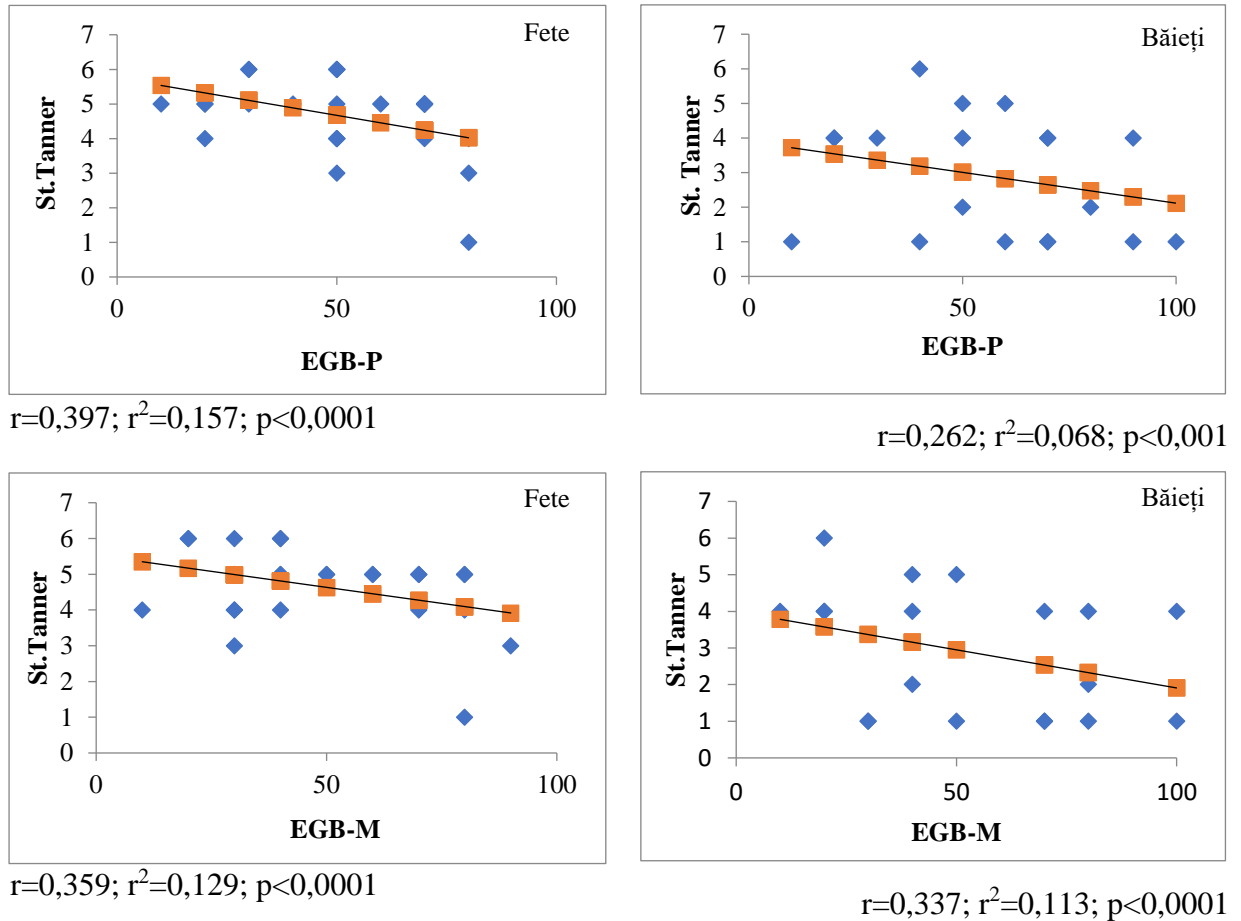 Fete
7
6
5
4
3
2
1
0
St.Tanner
0 50 100
EGB-P
r=0,397; r²=0,157; p<0,0001
Băieți
7
6
5
4
3
2
1
0
St. Tanner
0 50 100
EGB-P
r=0,262; r²=0,068; p<0,001
Fete
7
6
5
4
3
2
1
0
St.Tanner
0 50 100
EGB-M
r=0,359; r²=0,129; p<0,0001
Băieți
7
6
5
4
3
2
1
0
St.Tanner
0 50 100
EGB-M
r=0,337; r²=0,113; p<0,0001